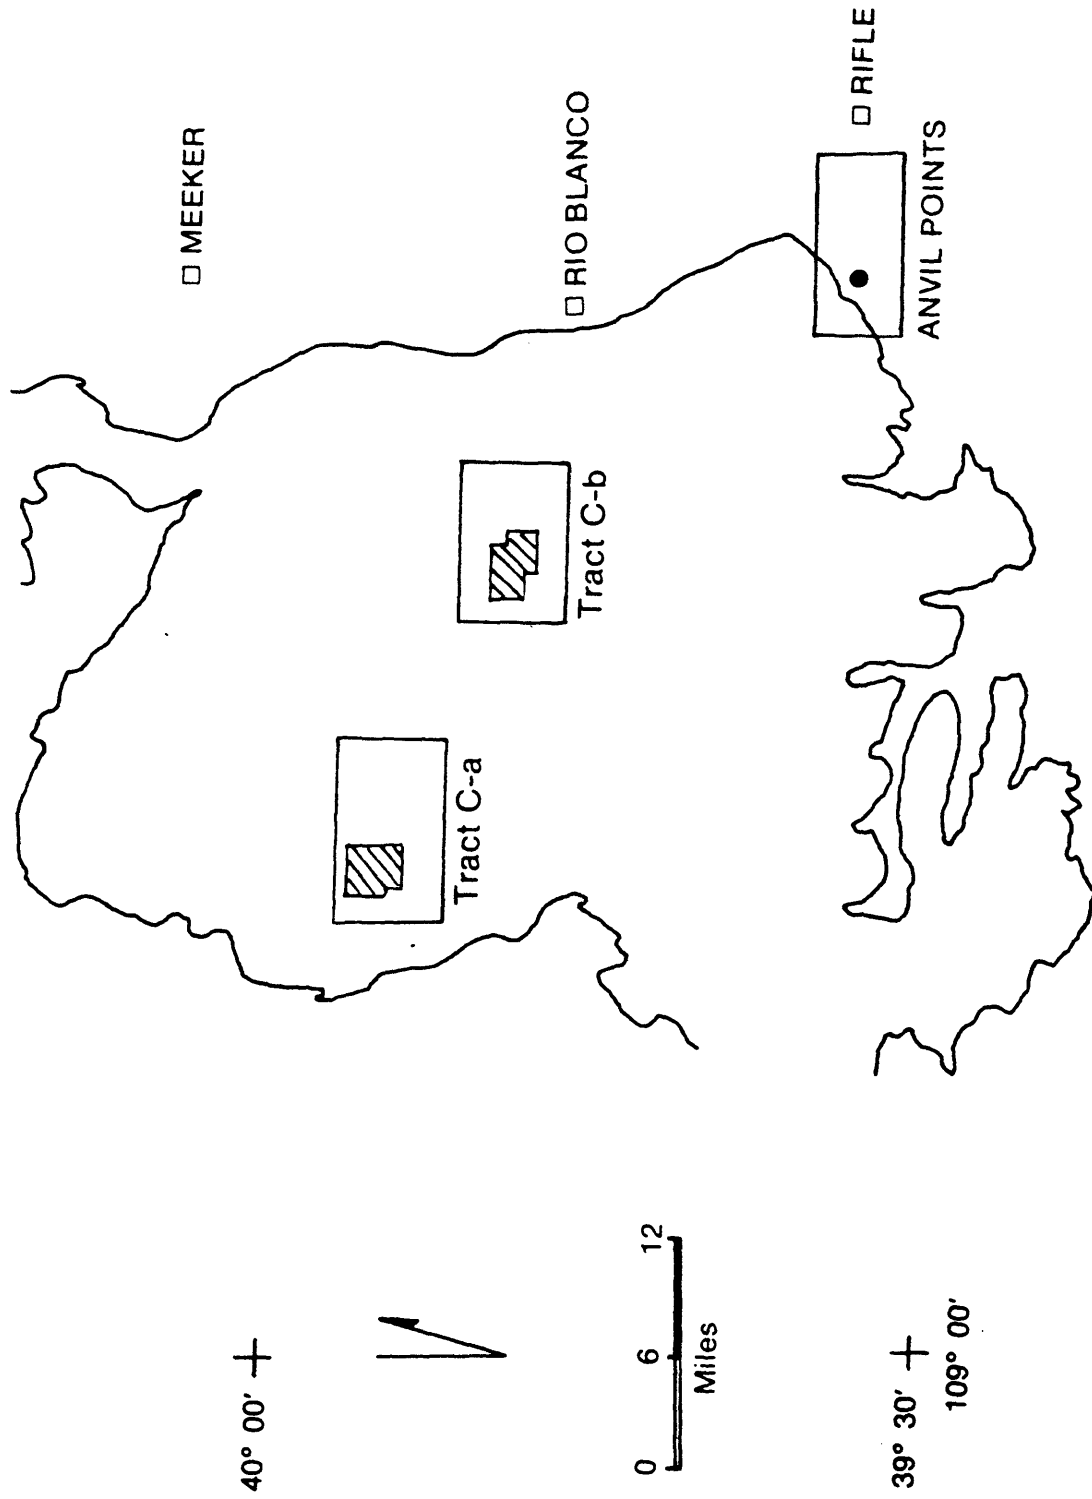 □ MEEKER
□ RIO BLANCO
□ RIFLE
ANVIL POINTS
Tract C-b
Tract C-a
40° 00'
0 6 12
Miles
39° 30'
109° 00'